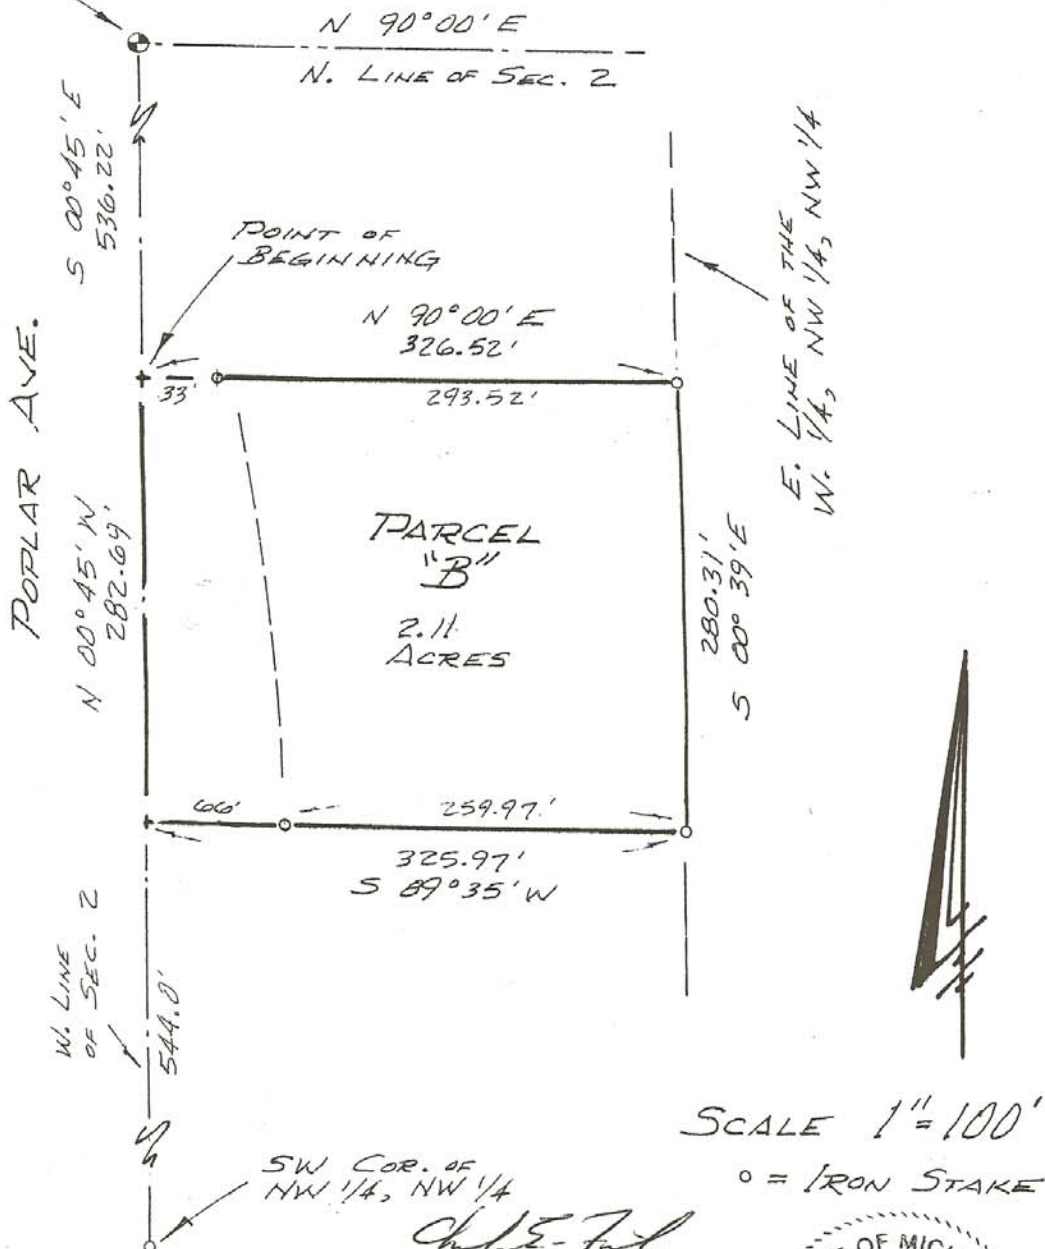 N 90°00' E
N. LINE OF SEC. 2
S 00°45' E
536.22'
POINT OF
BEGINNING
E. LINE OF THE
W. 1/4, NW 1/4, NW 1/4
N 90°00' E
326.52'
33'
293.52'
POPLAR AVE.
N 00°45' W
282.69'
PARCEL
"B"
2.11
ACRES
280.31'
S 00°39' E
66'
259.97'
325.97'
S 89°35' W
W. LINE
OF SEC. 2
544.0'
SCALE 1"=100'
o = IRON STAKE
SW COR. OF
NW 1/4, NW 1/4
OF MIC